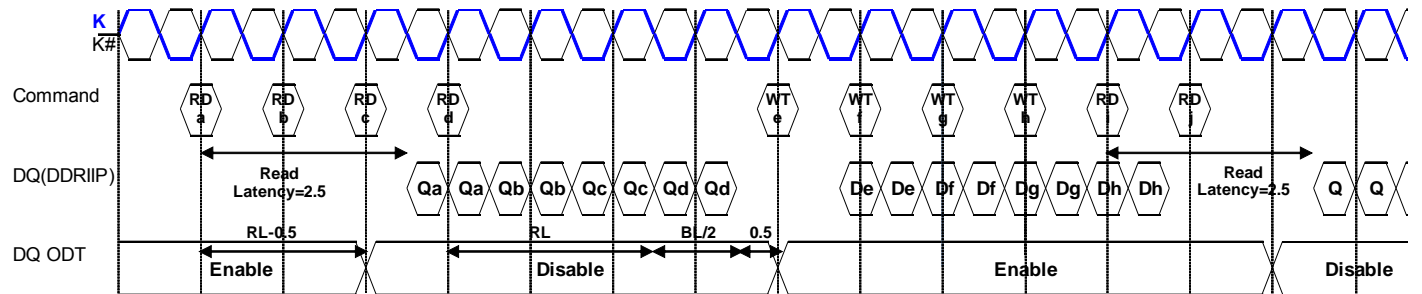 K
K#
Command
RD a
RD b
RD c
RD d
WT e
WT f
WT g
WT h
RD i
RD j
Read
Latency=2.5
Read
Latency=2.5
DQ(DDRIIP)
Qa Qa Qb Qb Qc Qc Qd Qd
De De Df Df Dg Dg Dh Dh
Q Q
RL-0.5
RL
BL/2
0.5
DQ ODT
Enable
Disable
Enable
Disable